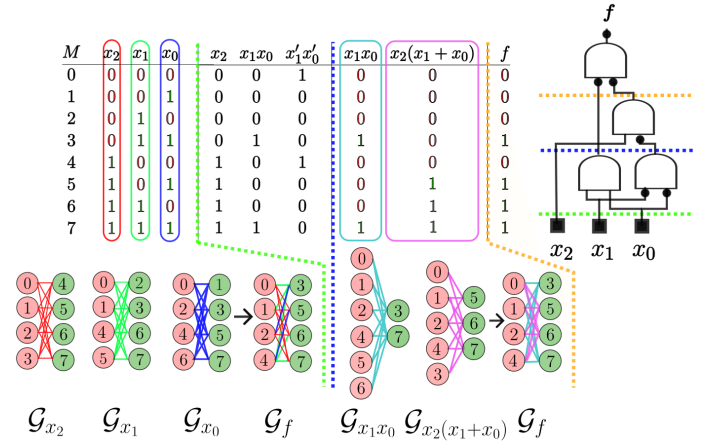 f
M x₂ x₁ x₀ x₂ x₁x₀ x′₁x′₀ x₁x₀ x₂(x₁ + x₀) f
0 0 0 0 0 0 1 0 0 0
1 0 0 1 0 0 0 0 0 0
2 0 1 0 0 0 0 0 0 0
3 0 1 1 0 1 0 1 0 1
4 1 0 0 1 0 1 0 0 0
5 1 0 1 1 0 0 0 1 1
6 1 1 0 1 0 0 0 1 1
7 1 1 1 1 1 0 1 1 1
x₂ x₁ x₀
0 4 0 2 0 1 0 3 0 0 0 3
1 5 1 3 2 3 1 5 1 1 5 1 5
2 6 4 6 4 5 2 6 2 3 2 6 2 6
3 7 5 7 6 7 4 7 4 7 4 7 4 7
5 3
6
𝒢x₂ 𝒢x₁ 𝒢x₀ 𝒢f 𝒢x₁x₀ 𝒢x₂(x₁+x₀) 𝒢f